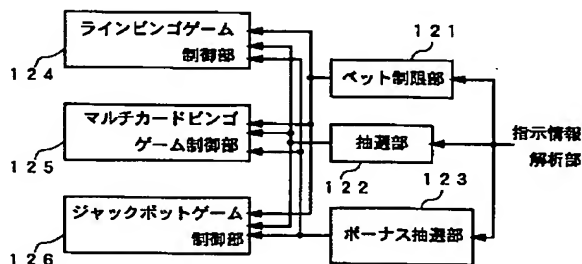 ラインビンゴゲーム
制御部
124
マルチカードビンゴ
ゲーム制御部
125
ジャックポットゲーム
制御部
126
121
ベット制限部
抽選部
122
123
ボーナス抽選部
指示情報
解析部